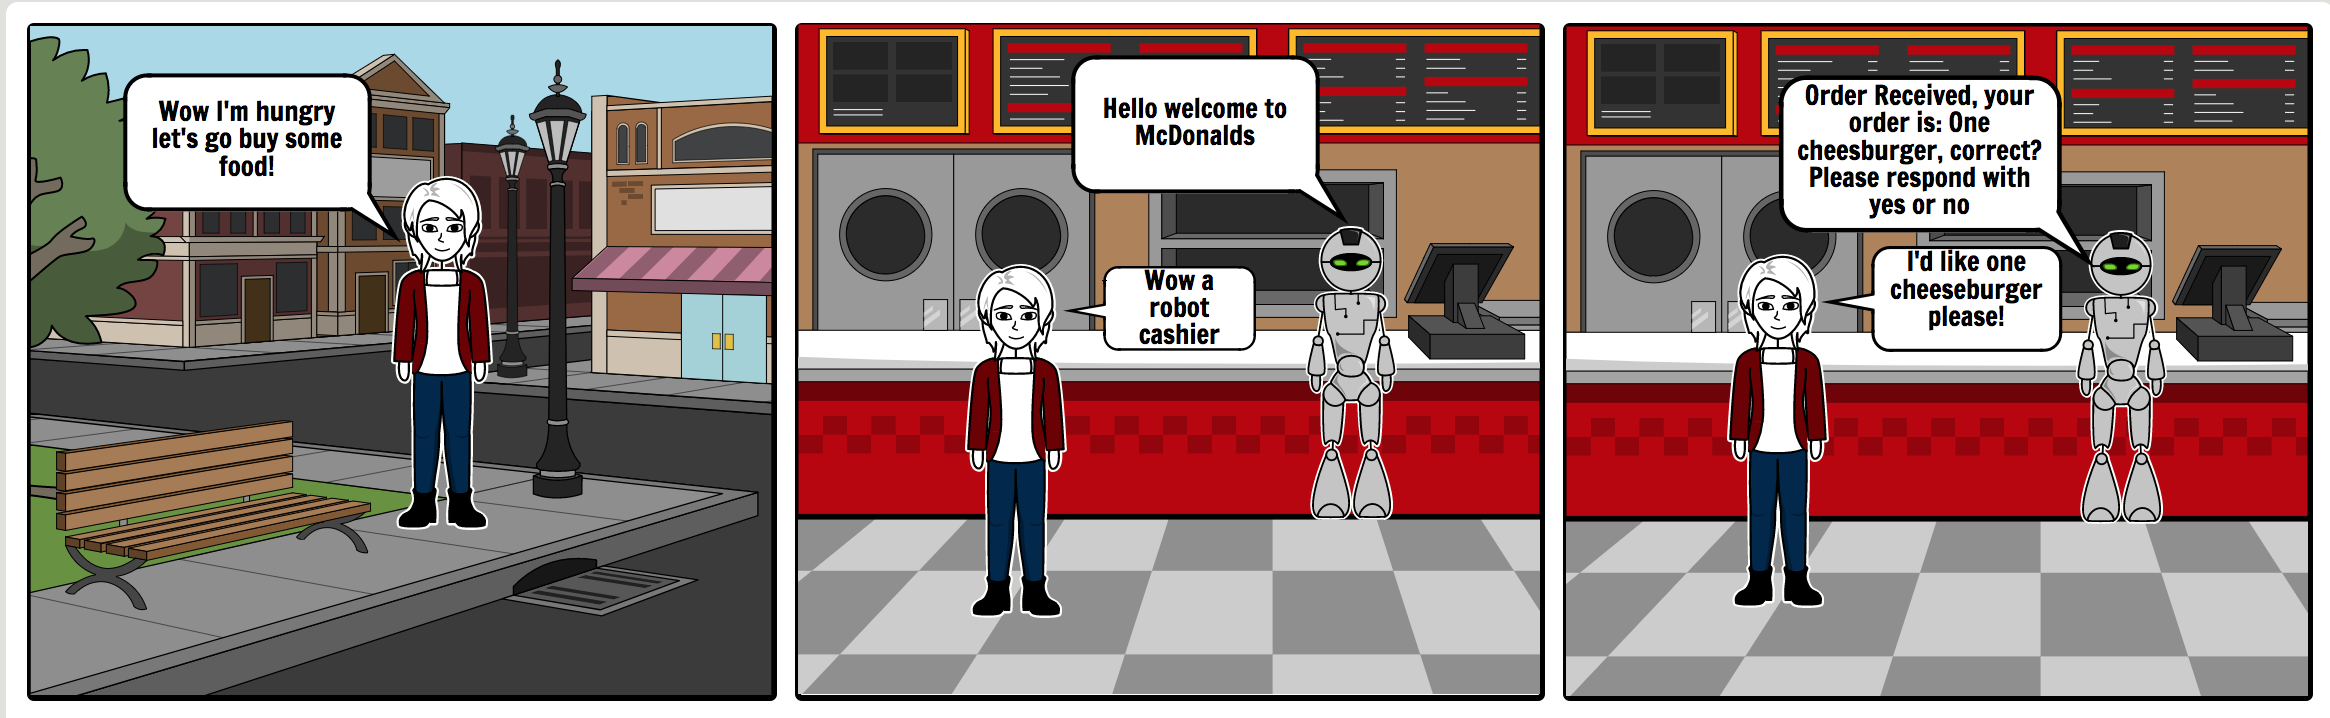 Wow I'm hungry
let's go buy some
food!
Hello welcome to
McDonalds
Wow a
robot
cashier
Order Received, your
order is: One
cheesburger, correct?
Please respond with
yes or no
I'd like one
cheeseburger
please!